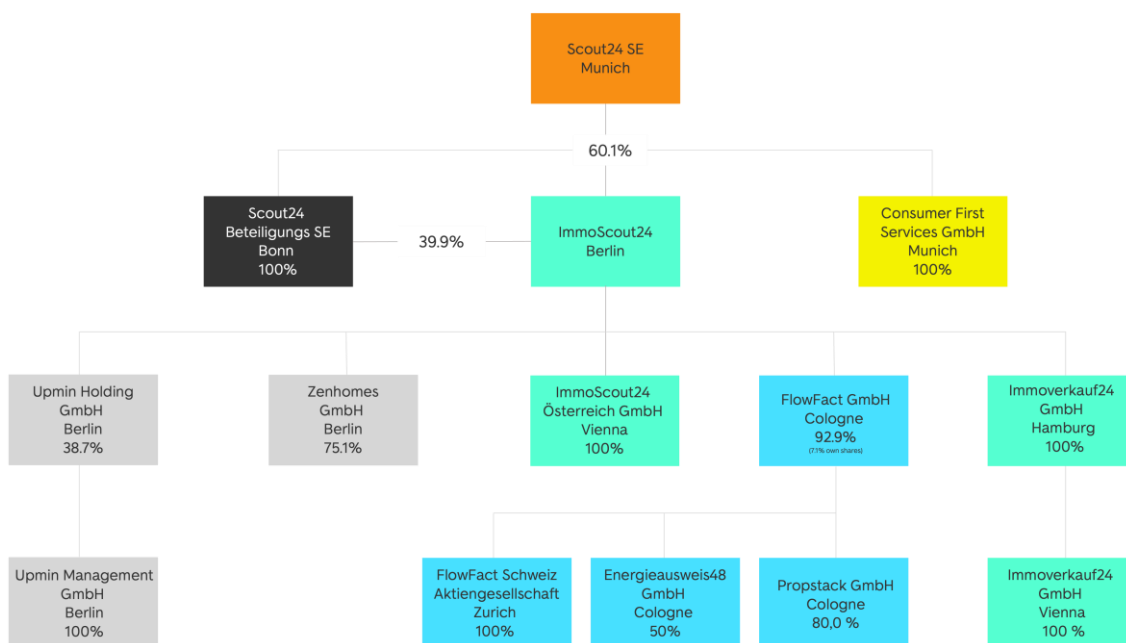 Scout24 SE
Munich
60.1%
Scout24
Beteiligungs SE
Bonn
100%
39.9%
ImmoScout24
Berlin
Consumer First
Services GmbH
Munich
100%
Upmin Holding
GmbH
Berlin
38.7%
Zenhomes
GmbH
Berlin
75.1%
ImmoScout24
Österreich GmbH
Vienna
100%
FlowFact GmbH
Cologne
92.9%
(7.1% own shares)
Immoverkauf24
GmbH
Hamburg
100%
Upmin Management
GmbH
Berlin
100%
FlowFact Schweiz
Aktiengesellschaft
Zurich
100%
Energieausweis48
GmbH
Cologne
50%
Propstack GmbH
Cologne
80,0 %
Immoverkauf24
GmbH
Vienna
100 %